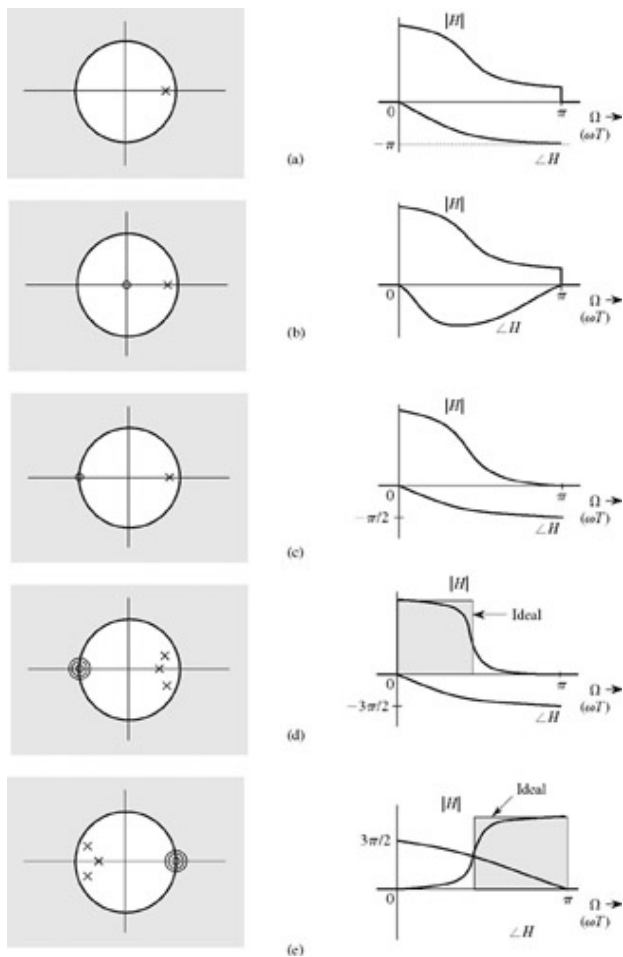 |H|
0
π
Ω →
(ωT)
−π
∠H
(a)
|H|
0
π
Ω →
(ωT)
∠H
(b)
|H|
0
π
Ω →
(ωT)
−π/2
∠H
(c)
|H|
Ideal
0
π
Ω →
(ωT)
−3π/2
∠H
(d)
Ideal
|H|
3π/2
0
π
Ω →
(ωT)
∠H
(e)